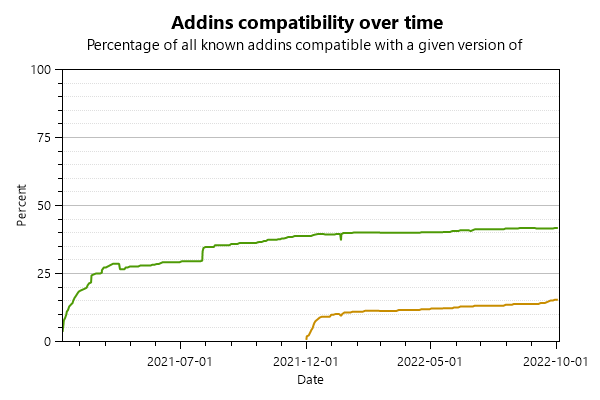 Addins compatibility over time
Percentage of all known addins compatible with a given version of
100
75
50
25
0
Percent
2021-07-01
2021-12-01
2022-05-01
2022-10-01
Date